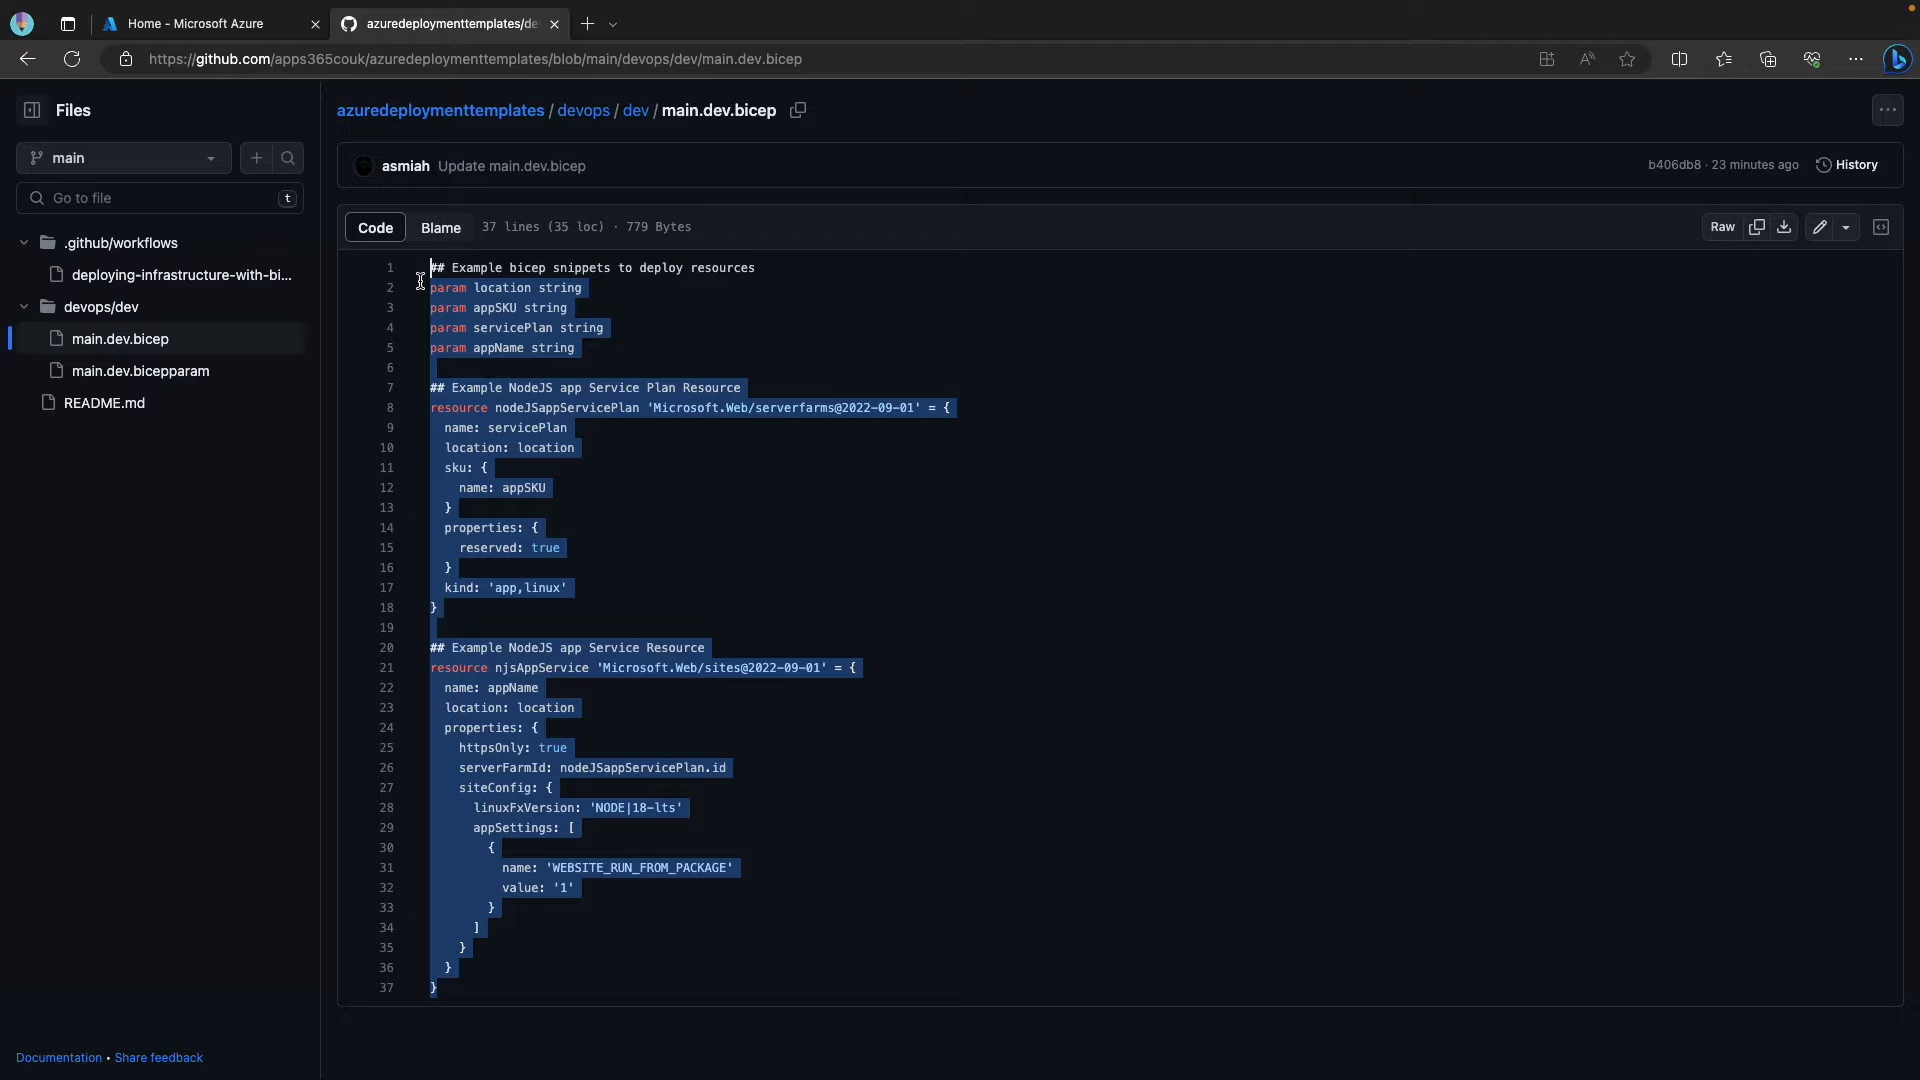 Home - Microsoft Azure
azuredeploymenttemplates/de
https://github.com/apps365couk/azuredeploymenttemplates/blob/main/devops/dev/main.dev.bicep
Files
azuredeploymenttemplates / devops / dev / main.dev.bicep
main
asmiah Update main.dev.bicep
b406db8 · 23 minutes ago
History
Go to file
t
Code
Blame
37 lines (35 loc) · 779 Bytes
Raw
.github/workflows
deploying-infrastructure-with-bi...
devops/dev
main.dev.bicep
main.dev.bicepparam
README.md
1 ## Example bicep snippets to deploy resources
2 param location string
3 param appSKU string
4 param servicePlan string
5 param appName string
6
7 ## Example NodeJS app Service Plan Resource
8 resource nodeJSappServicePlan 'Microsoft.Web/serverfarms@2022-09-01' = {
9 name: servicePlan
10 location: location
11 sku: {
12 name: appSKU
13 }
14 properties: {
15 reserved: true
16 }
17 kind: 'app,linux'
18 }
19
20 ## Example NodeJS app Service Resource
21 resource njsAppService 'Microsoft.Web/sites@2022-09-01' = {
22 name: appName
23 location: location
24 properties: {
25 httpsOnly: true
26 serverFarmId: nodeJSappServicePlan.id
27 siteConfig: {
28 linuxFxVersion: 'NODE|18-lts'
29 appSettings: [
30 {
31 name: 'WEBSITE_RUN_FROM_PACKAGE'
32 value: '1'
33 }
34 ]
35 }
36 }
37 }
Documentation • Share feedback